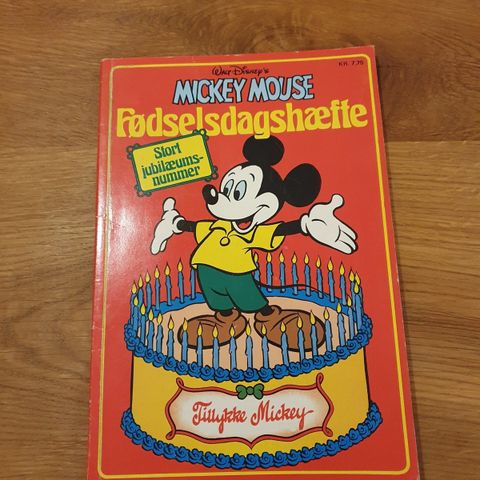 Walt Disney's
KR. 7.75
MICKEY MOUSE
Fødselsdagshæfte
Stort
jubilæums-
nummer
Tillykke Mickey